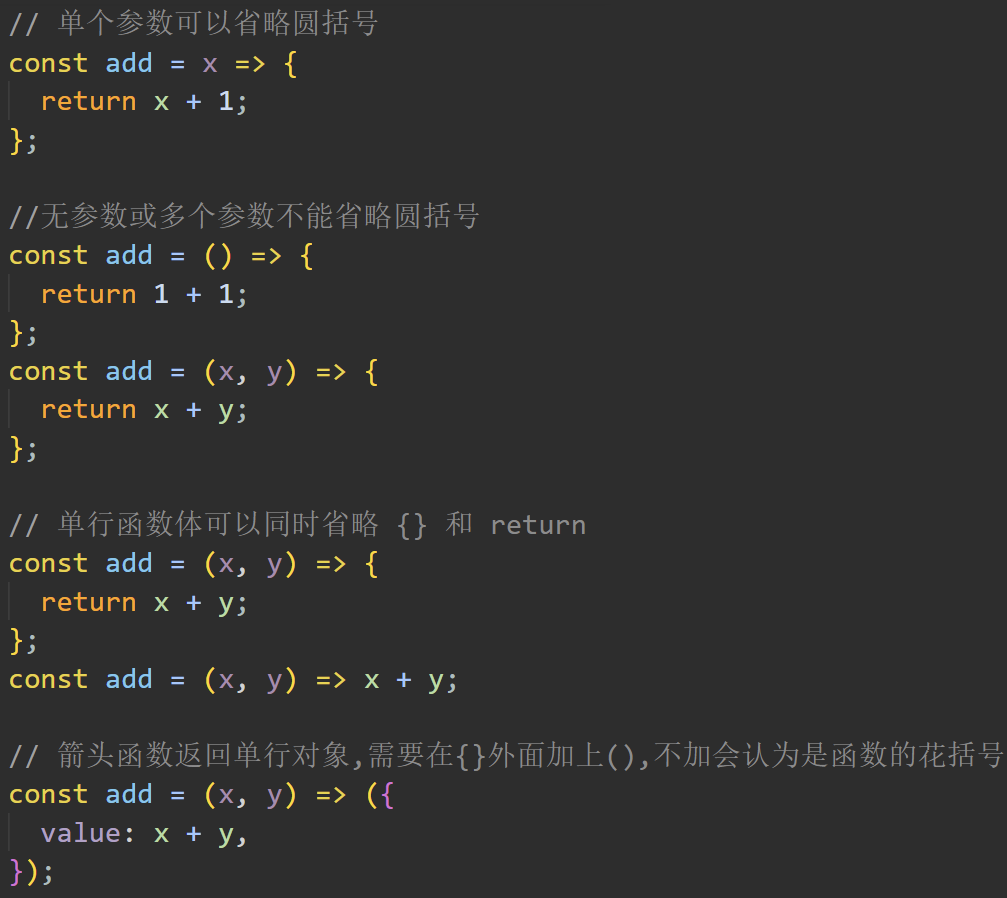 // 单个参数可以省略圆括号
const add = x => {
  return x + 1;
};

//无参数或多个参数不能省略圆括号
const add = () => {
  return 1 + 1;
};
const add = (x, y) => {
  return x + y;
};

// 单行函数体可以同时省略 {} 和 return
const add = (x, y) => {
  return x + y;
};
const add = (x, y) => x + y;

// 箭头函数返回单行对象,需要在{}外面加上(),不加会认为是函数的花括号
const add = (x, y) => ({
  value: x + y,
});